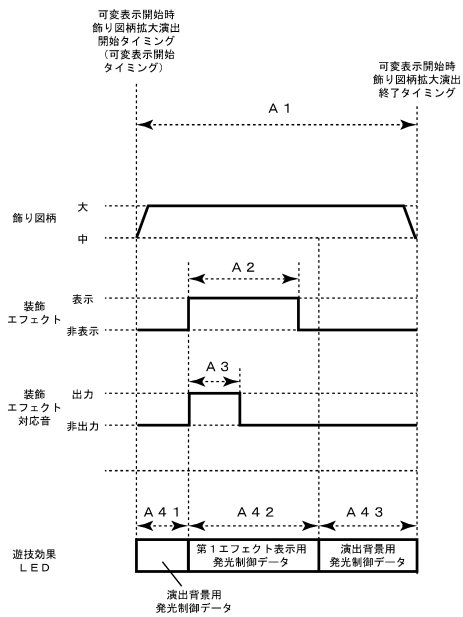 可変表示開始時
飾り図柄拡大演出
開始タイミング
（可変表示開始
タイミング）
可変表示開始時
飾り図柄拡大演出
終了タイミング
A1
飾り図柄
大
中
A2
装飾
エフェクト
表示
非表示
A3
装飾
エフェクト
対応音
出力
非出力
A41
A42
A43
遊技効果
LED
第1エフェクト表示用
発光制御データ
演出背景用
発光制御データ
演出背景用
発光制御データ